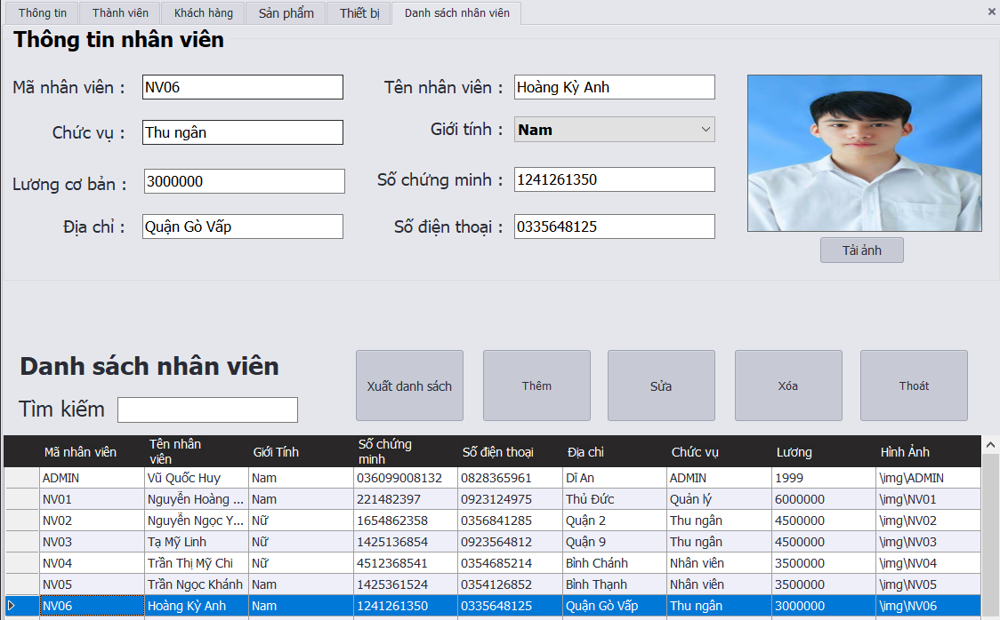 Thông tin Thành viên Khách hàng Sản phẩm Thiết bị Danh sách nhân viên
Thông tin nhân viên
Mã nhân viên : NV06 Tên nhân viên : Hoàng Kỳ Anh
Chức vụ : Thu ngân Giới tính : Nam
Lương cơ bản : 3000000 Số chứng minh : 1241261350
Địa chỉ : Quận Gò Vấp Số điện thoại : 0335648125
Tải ảnh
Danh sách nhân viên
Tìm kiếm
Xuất danh sách Thêm Sửa Xóa Thoát
Mã nhân viên Tên nhân viên Giới Tính Số chứng minh Số điện thoại Địa chỉ Chức vụ Lương Hình Ảnh
ADMIN Vũ Quốc Huy Nam 036099008132 0828365961 Dĩ An ADMIN 1999 \img\ADMIN
NV01 Nguyễn Hoàng ... Nam 221482397 0923124975 Thủ Đức Quản lý 6000000 \img\NV01
NV02 Nguyễn Ngọc Y... Nữ 1654862358 0356841285 Quận 2 Thu ngân 4500000 \img\NV02
NV03 Tạ Mỹ Linh Nữ 1425136854 0923564812 Quận 9 Thu ngân 4500000 \img\NV03
NV04 Trần Thị Mỹ Chi Nữ 4512368541 0354685214 Bình Chánh Nhân viên 3500000 \img\NV04
NV05 Trần Ngọc Khánh Nam 1425361524 0354126852 Bình Thạnh Nhân viên 3500000 \img\NV05
NV06 Hoàng Kỳ Anh Nam 1241261350 0335648125 Quận Gò Vấp Thu ngân 3000000 \img\NV06